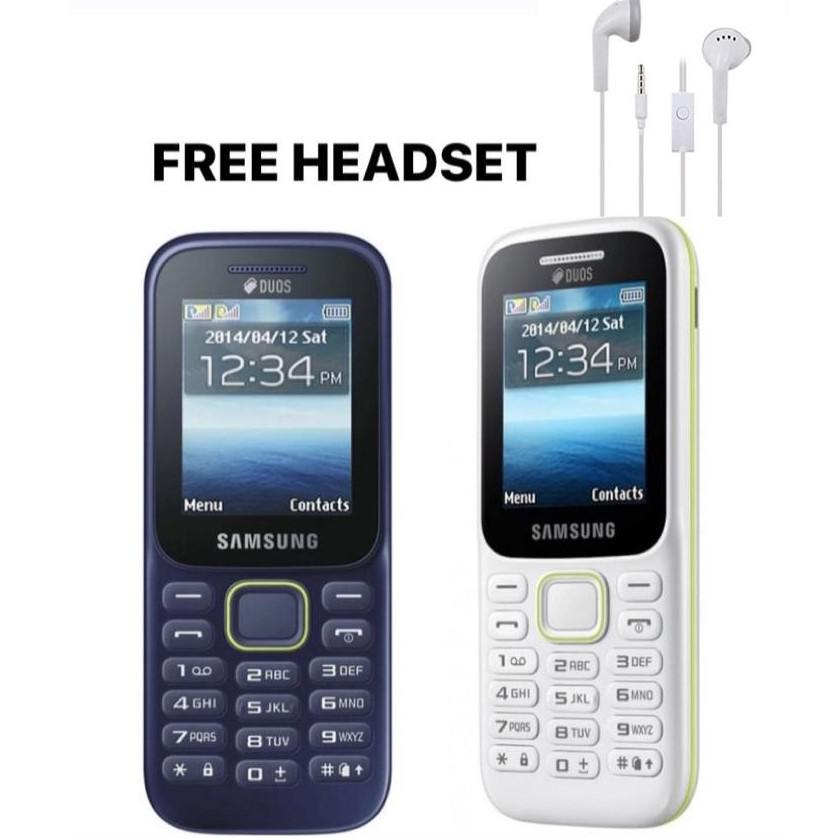 FREE HEADSET
DUOS
2014/04/12 Sat
12:34 PM
Menu Contacts
SAMSUNG
1
2 ABC
3 DEF
4 GHI
5 JKL
6 MNO
7 PQRS
8 TUV
9 WXYZ
* 0 ± #
DUOS
2014/04/12 Sat
12:34 PM
Menu Contacts
SAMSUNG
1
2 ABC
3 DEF
4 GHI
5 JKL
6 MNO
7 PQRS
8 TUV
9 WXYZ
* 0 ± #